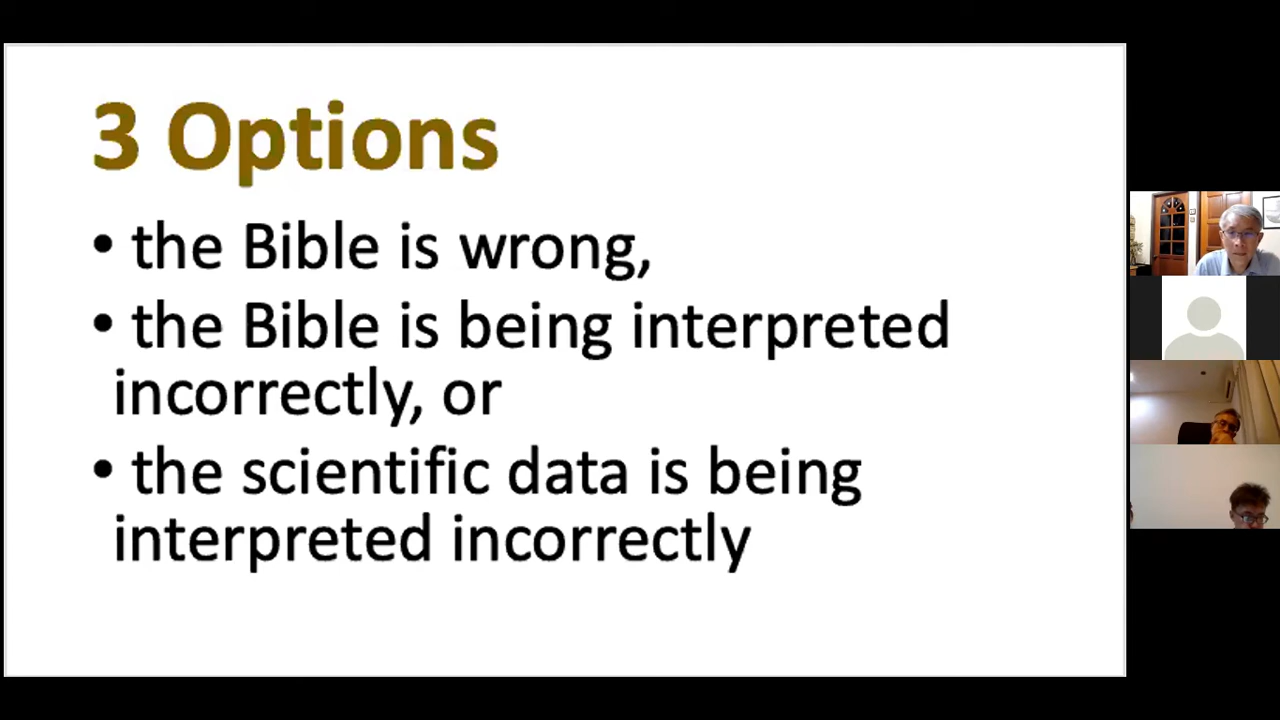 3 Options
• the Bible is wrong,
• the Bible is being interpreted
incorrectly, or
• the scientific data is being
interpreted incorrectly